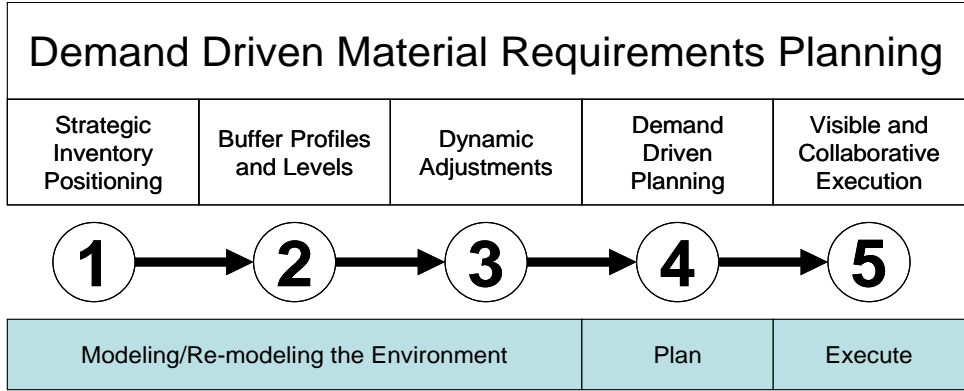 Demand Driven Material Requirements Planning
Strategic
Inventory
Positioning
Buffer Profiles
and Levels
Dynamic
Adjustments
Demand
Driven
Planning
Visible and
Collaborative
Execution
1
2
3
4
5
Modeling/Re-modeling the Environment
Plan
Execute